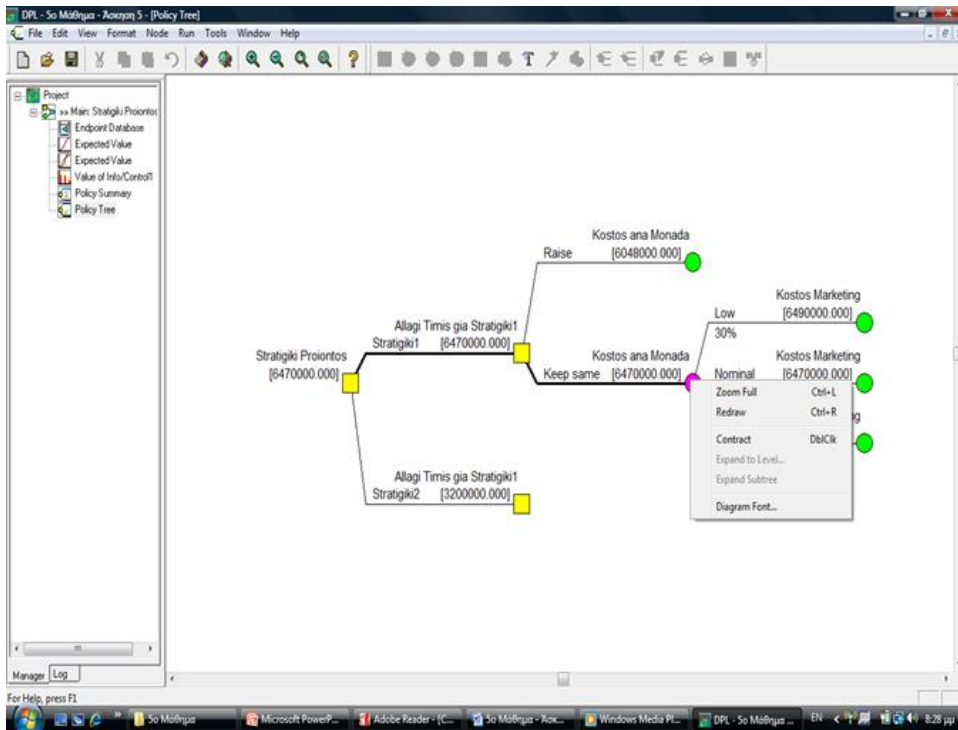 DPL - 5ο Μάθημα - Άσκηση 5 - [Policy Tree]
File Edit View Format Node Run Tools Window Help
Project
>> Main: Stratigiki Proiontos
Endpoint Database
Expected Value
Expected Value
Value of Info/Control1
Policy Summary
Policy Tree
Kostos ana Monada
Raise [6048000.000]
Kostos Marketing
Low [6490000.000]
30%
Allagi Timis gia Stratigiki1
Stratigiki1 [6470000.000]
Stratigiki Proiontos
[6470000.000]
Kostos ana Monada
Keep same [6470000.000]
Kostos Marketing
Nominal [6470000.000]
Zoom Full Ctrl+L
Redraw Ctrl+R
Contract DblClk
Expand to Level...
Expand Subtree
Diagram Font...
Allagi Timis gia Stratigiki1
Stratigiki2 [3200000.000]
Manager Log
For Help, press F1
5ο Μάθημα
Microsoft PowerP...
Adobe Reader - [C...
5ο Μάθημα - Άσκ...
Windows Media Pl...
DPL - 5ο Μάθημα ...
EN
8:28 μμ